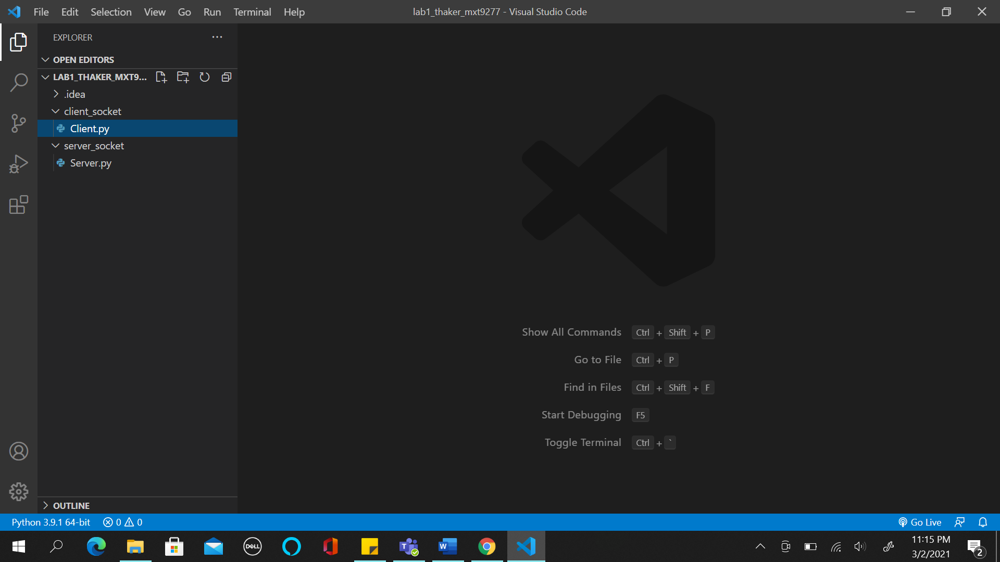 File Edit Selection View Go Run Terminal Help lab1_thaker_mxt9277 - Visual Studio Code
EXPLORER
OPEN EDITORS
LAB1_THAKER_MXT9...
.idea
client_socket
Client.py
server_socket
Server.py
Show All Commands Ctrl + Shift + P
Go to File Ctrl + P
Find in Files Ctrl + Shift + F
Start Debugging F5
Toggle Terminal Ctrl + `
OUTLINE
Python 3.9.1 64-bit 0 0 Go Live
DELL
T
W
11:15 PM
3/2/2021
2